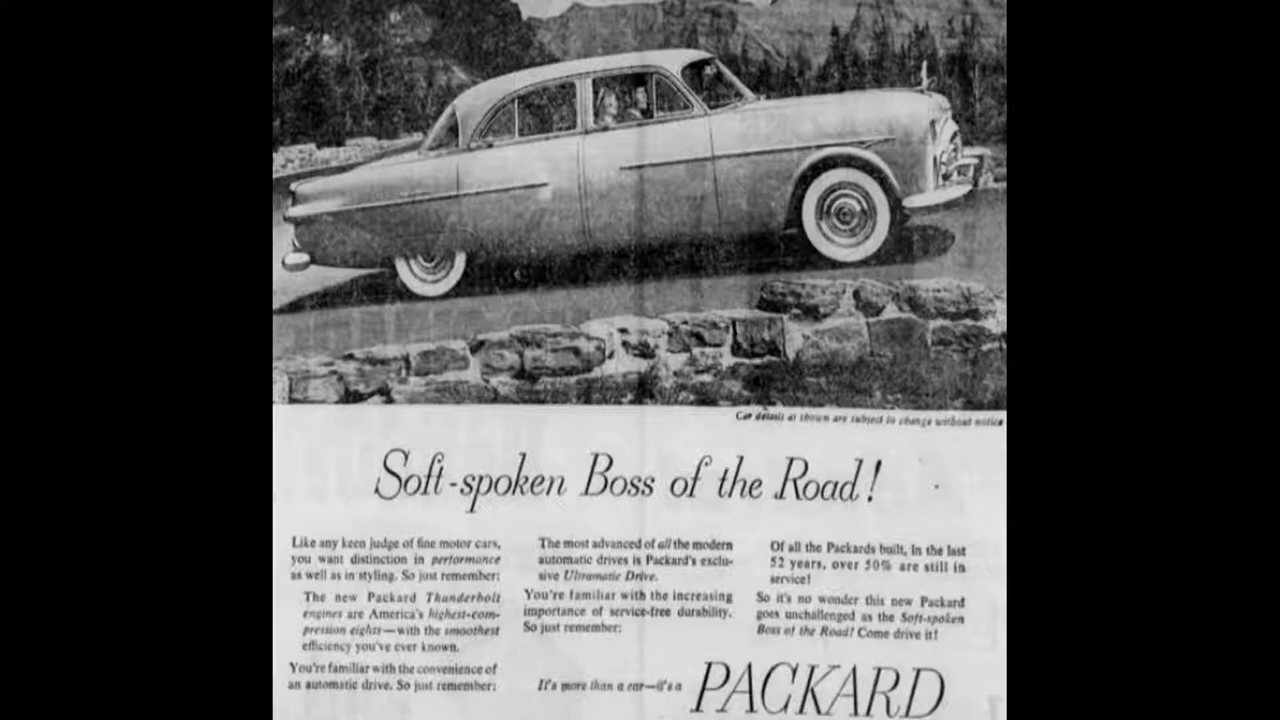 Car details as shown are subject to change without notice
Soft-spoken Boss of the Road!
Like any keen judge of fine motor cars,
you want distinction in performance
as well as in styling. So just remember:
The new Packard Thunderbolt
engines are America's highest-com-
pression eights—with the smoothest
efficiency you've ever known.
You're familiar with the convenience of
an automatic drive. So just remember:
The most advanced of all the modern
automatic drives is Packard's exclu-
sive Ultramatic Drive.
You're familiar with the increasing
importance of service-free durability.
So just remember:
Of all the Packards built, in the last
52 years, over 50% are still in
service!
So it's no wonder this new Packard
goes unchallenged as the Soft-spoken
Boss of the Road! Come drive it!
It's more than a car—it's a
PACKARD